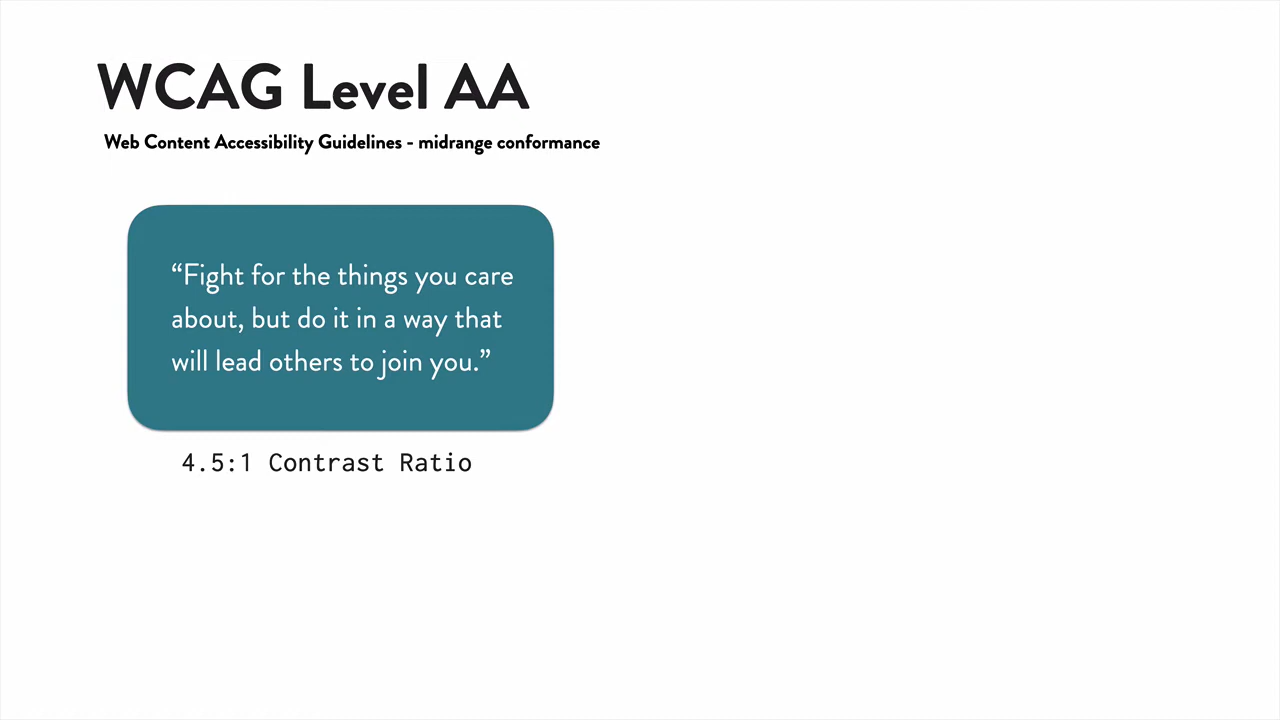 WCAG Level AA
Web Content Accessibility Guidelines - midrange conformance
“Fight for the things you care
about, but do it in a way that
will lead others to join you.”
4.5:1 Contrast Ratio